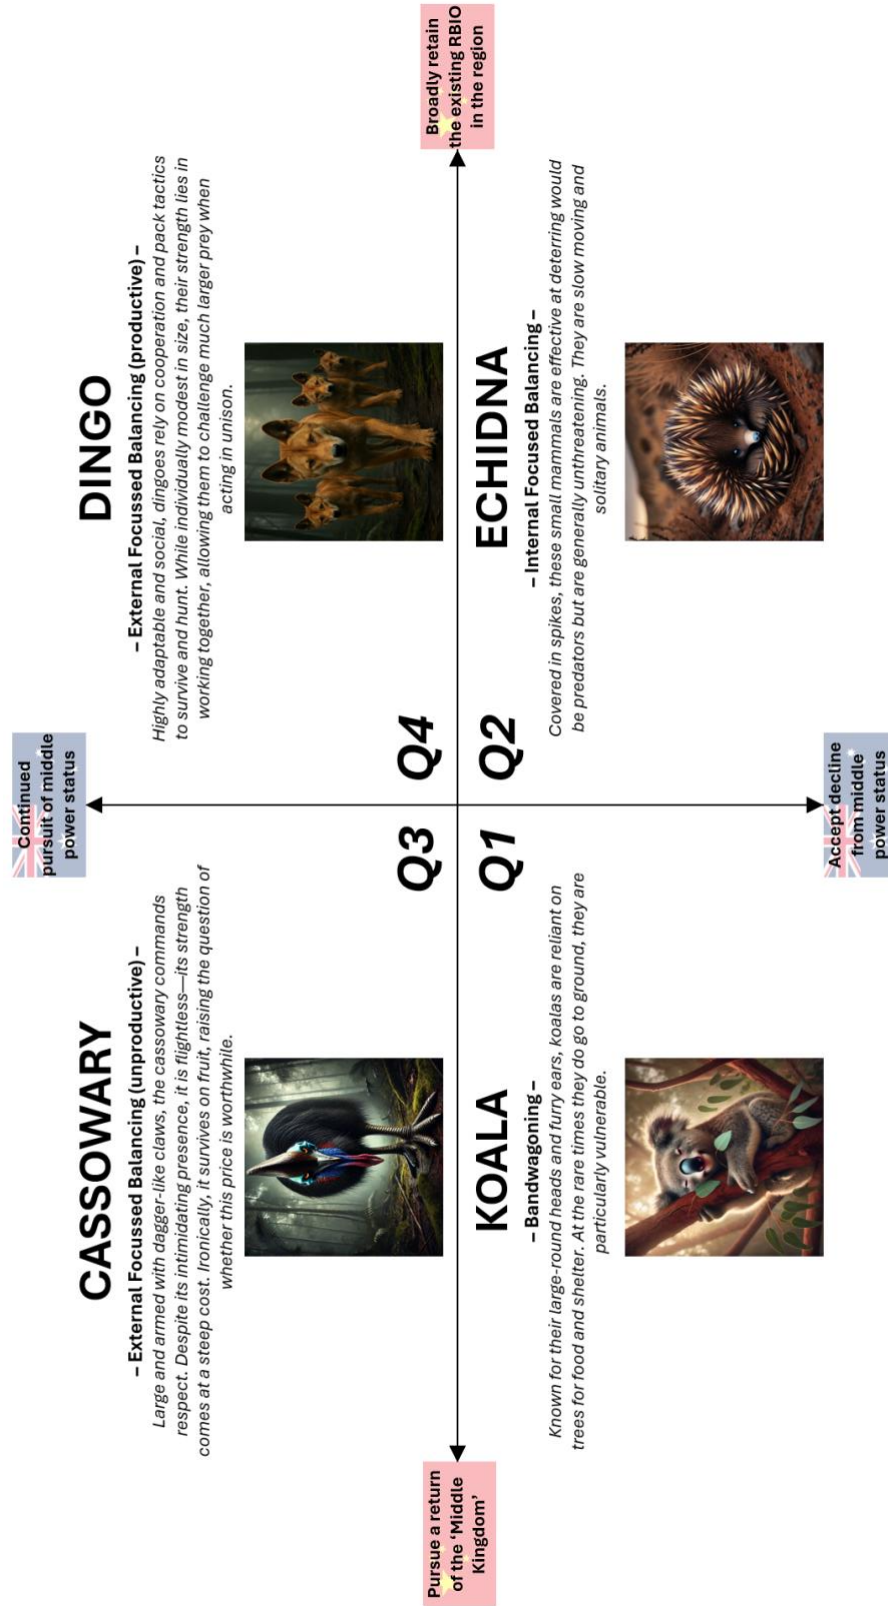 Continued
pursuit of middle
power status
CASSOWARY
– External Focussed Balancing (unproductive) –
Large and armed with dagger-like claws, the cassowary commands
respect. Despite its intimidating presence, it is flightless—its strength
comes at a steep cost. Ironically, it survives on fruit, raising the question of
whether this price is worthwhile.
DINGO
– External Focussed Balancing (productive) –
Highly adaptable and social, dingoes rely on cooperation and pack tactics
to survive and hunt. While individually modest in size, their strength lies in
working together, allowing them to challenge much larger prey when
acting in unison.
Q3
Q4
Pursue a return
of the ‘Middle
Kingdom’
Broadly retain
the existing RBIO
in the region
Q1
Q2
KOALA
– Bandwagoning –
Known for their large-round heads and furry ears, koalas are reliant on
trees for food and shelter. At the rare times they do go to ground, they are
particularly vulnerable.
ECHIDNA
– Internal Focused Balancing –
Covered in spikes, these small mammals are effective at deterring would
be predators but are generally unthreatening. They are slow moving and
solitary animals.
Accept decline
from middle
power status